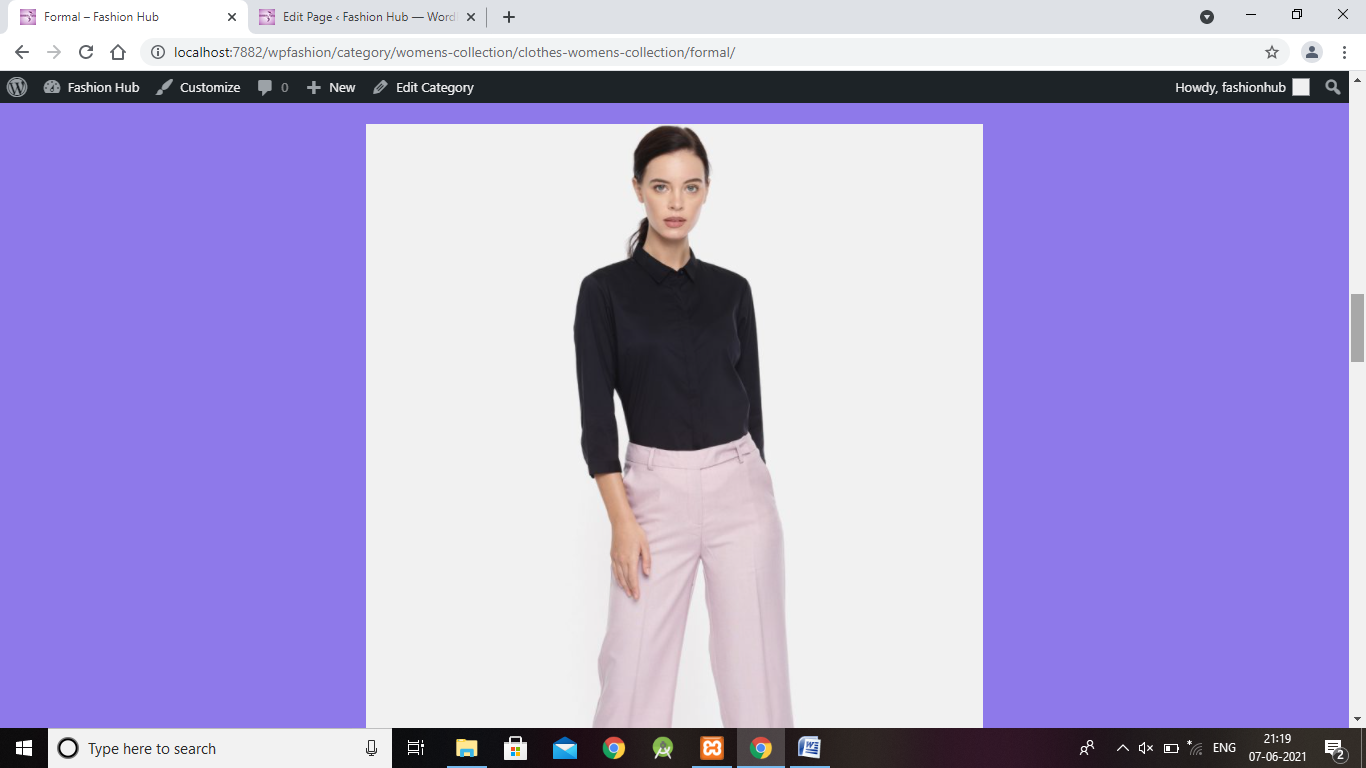 Formal – Fashion Hub
Edit Page ‹ Fashion Hub — Word
localhost:7882/wpfashion/category/womens-collection/clothes-womens-collection/formal/
Fashion Hub Customize 0 New Edit Category Howdy, fashionhub
Type here to search
ENG
21:19
07-06-2021
2